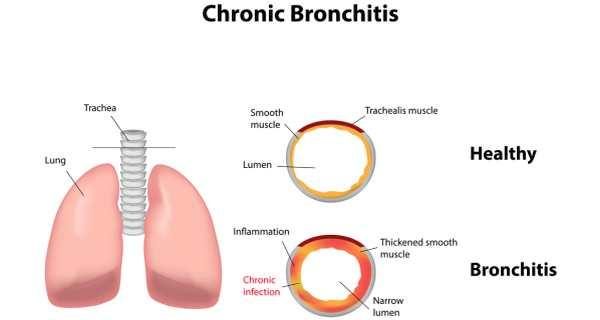 Chronic Bronchitis
Trachea
Lung
Smooth
muscle
Trachealis muscle
Lumen
Healthy
Inflammation
Thickened smooth
muscle
Chronic
infection
Narrow
lumen
Bronchitis